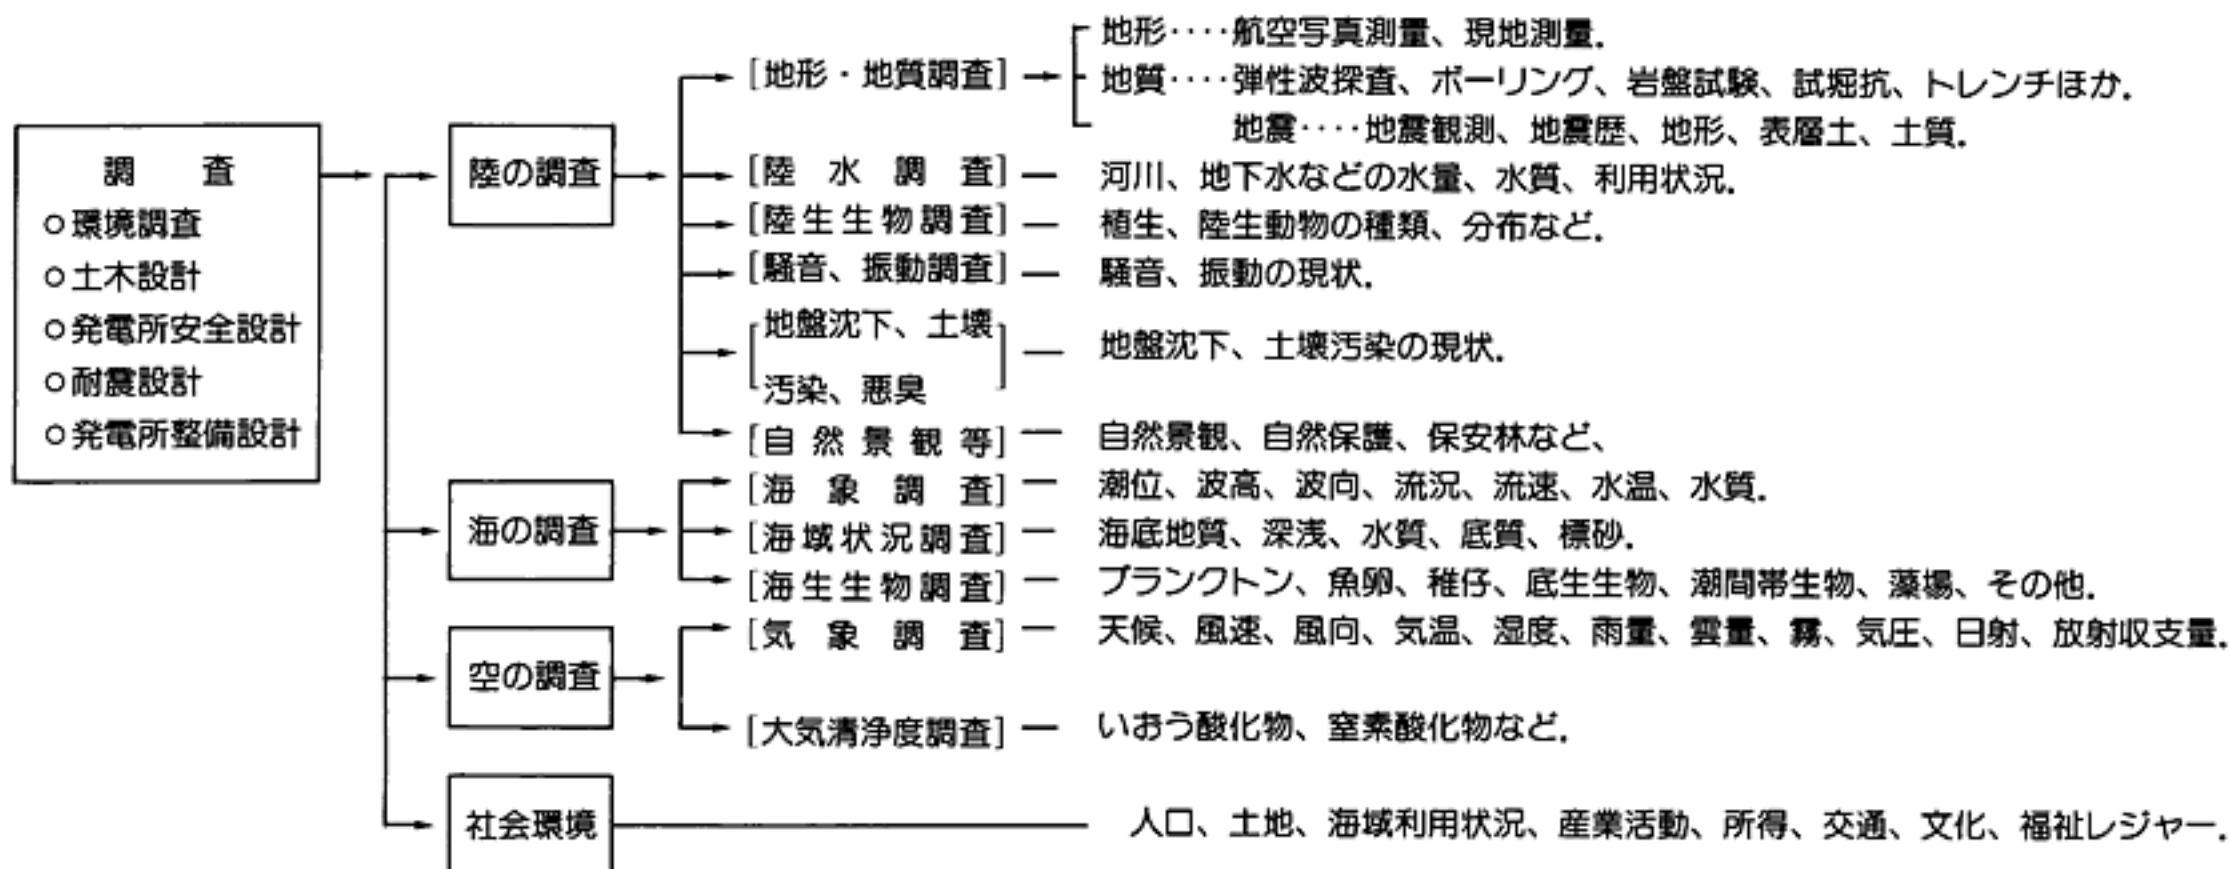 調 査
○環境調査
○土木設計
○発電所安全設計
○耐震設計
○発電所整備設計
陸の調査
[地形・地質調査]
地形‥‥航空写真測量、現地測量.
地質‥‥弾性波探査、ボーリング、岩盤試験、試堀抗、トレンチほか.
地震‥‥地震観測、地震歴、地形、表層土、土質.
[陸水調査] ― 河川、地下水などの水量、水質、利用状況.
[陸生生物調査] ― 植生、陸生動物の種類、分布など.
[騒音、振動調査] ― 騒音、振動の現状.
[地盤沈下、土壌
汚染、悪臭] ― 地盤沈下、土壌汚染の現状.
[自然景観等] ― 自然景観、自然保護、保安林など、
海の調査
[海象調査] ― 潮位、波高、波向、流況、流速、水温、水質.
[海域状況調査] ― 海底地質、深浅、水質、底質、標砂.
[海生生物調査] ― プランクトン、魚卵、稚仔、底生生物、潮間帯生物、藻場、その他.
空の調査
[気象調査] ― 天候、風速、風向、気温、湿度、雨量、雲量、霧、気圧、日射、放射収支量.
[大気清浄度調査] ― いおう酸化物、窒素酸化物など.
社会環境
人口、土地、海域利用状況、産業活動、所得、交通、文化、福祉レジャー.